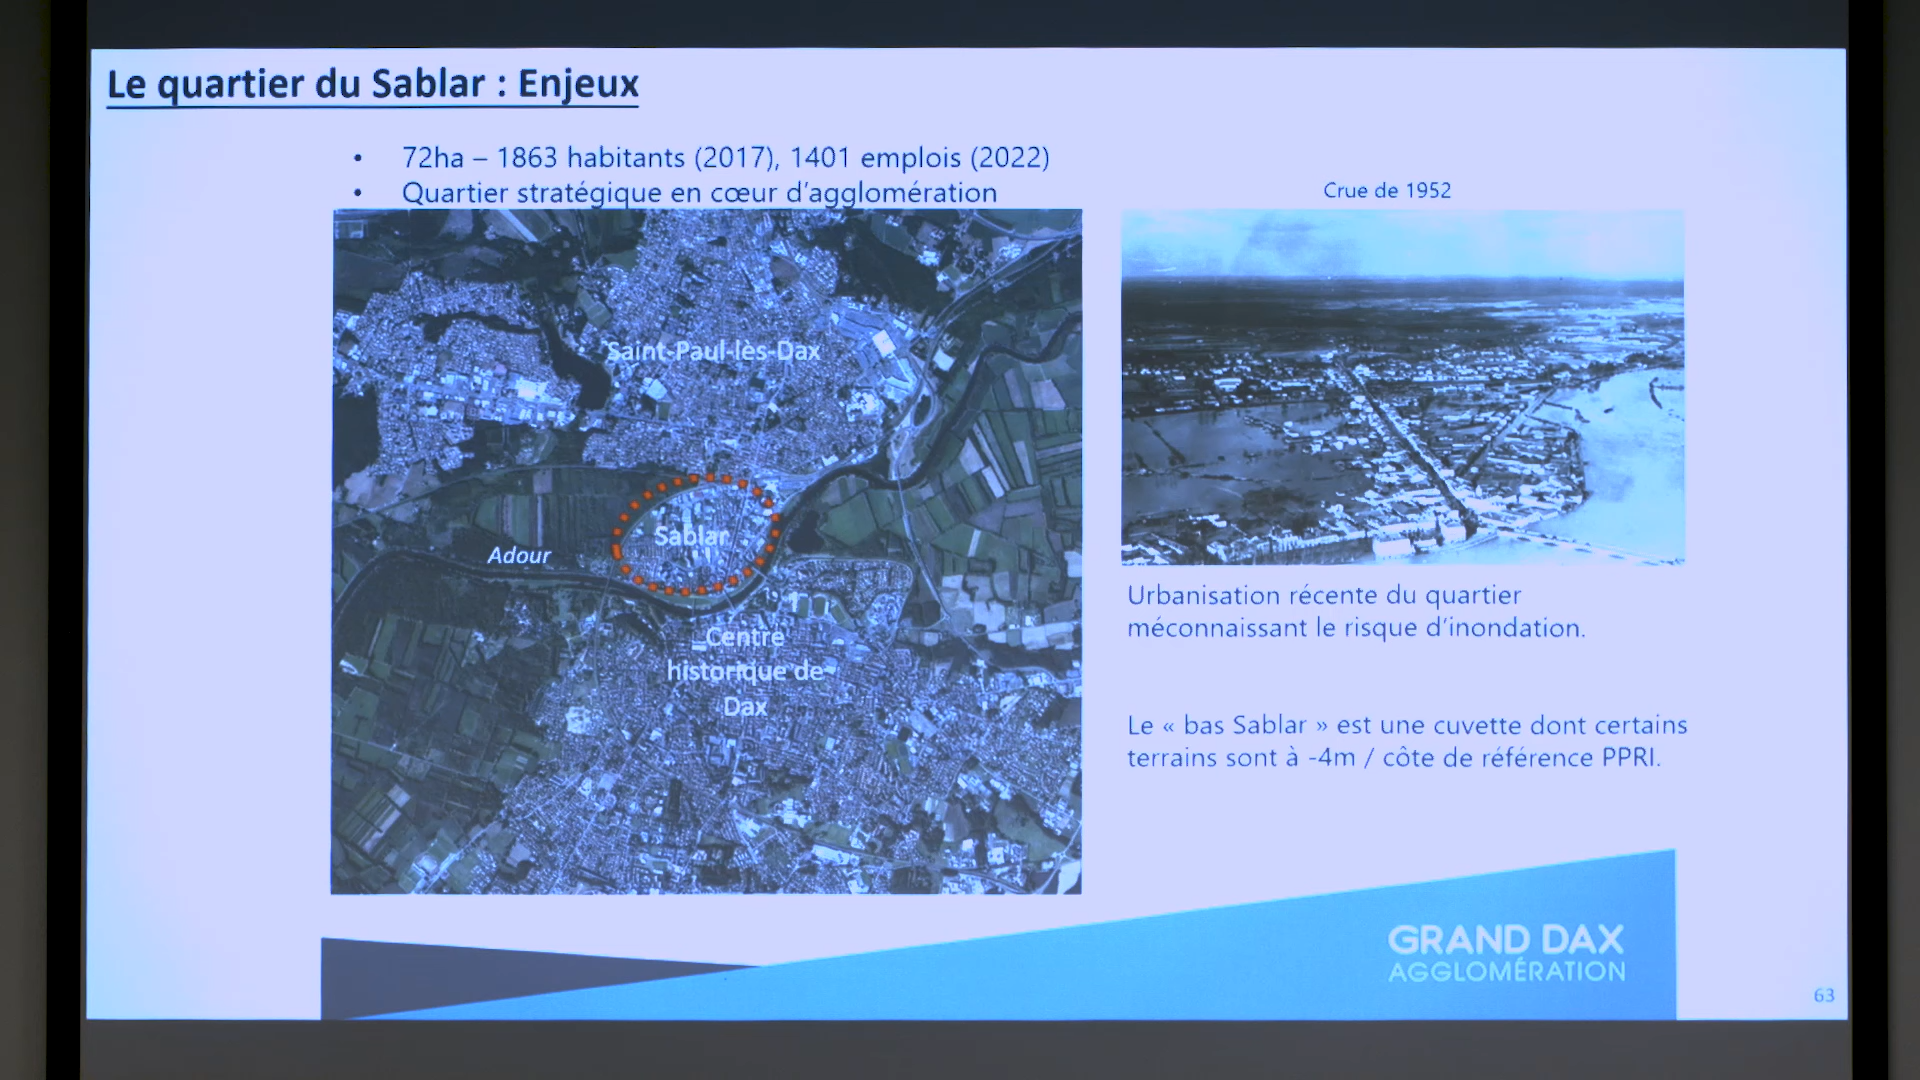 Le quartier du Sablar : Enjeux
• 72ha – 1863 habitants (2017), 1401 emplois (2022)
• Quartier stratégique en cœur d'agglomération
Saint-Paul-lès-Dax
Sablar
Adour
Centre
historique de
Dax
Crue de 1952
Urbanisation récente du quartier
méconnaissant le risque d'inondation.
Le « bas Sablar » est une cuvette dont certains
terrains sont à -4m / côte de référence PPRI.
GRAND DAX
AGGLOMÉRATION
63